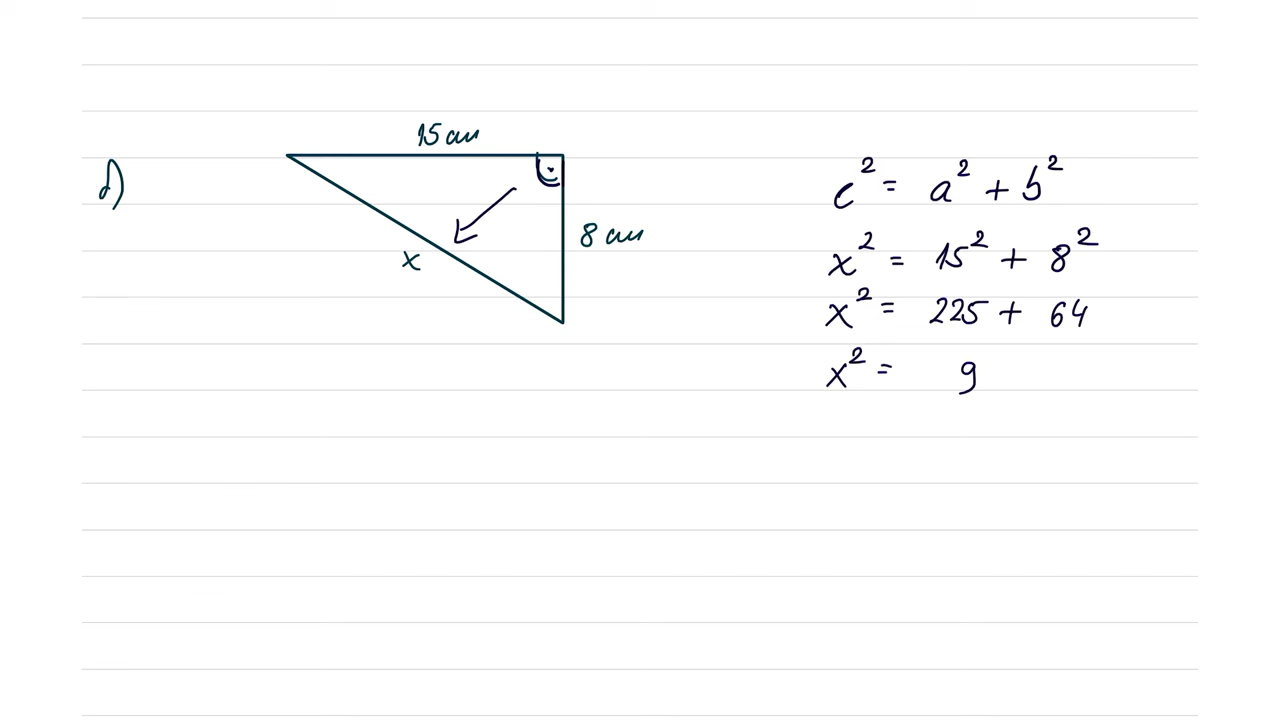 d)
15 cm
8 cm
x
c² = a² + b²
x² = 15² + 8²
x² = 225 + 64
x² = 9